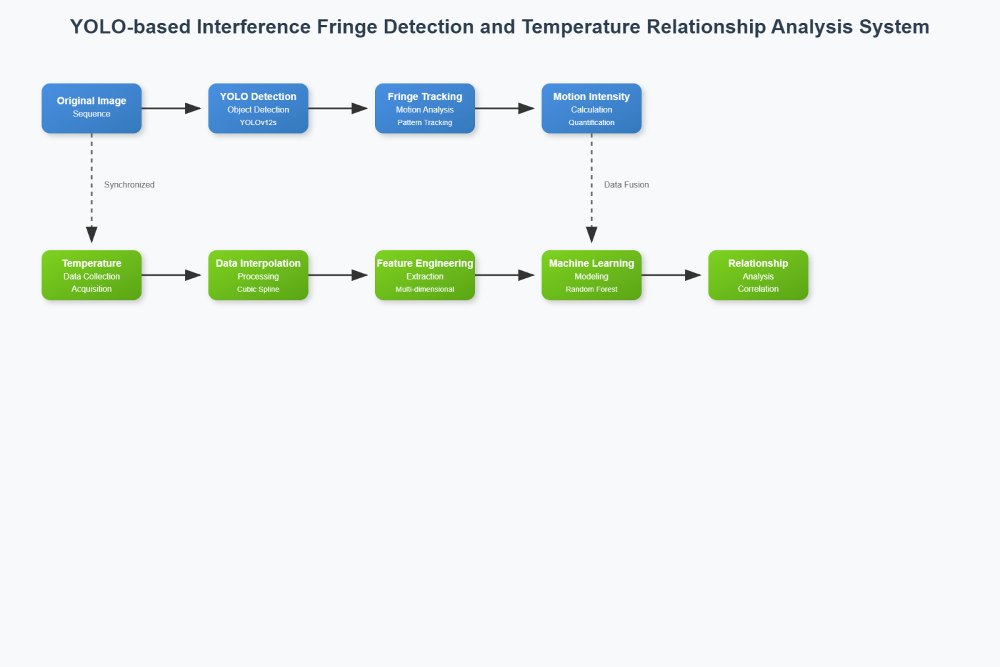 YOLO-based Interference Fringe Detection and Temperature Relationship Analysis System
Original Image
Sequence
YOLO Detection
Object Detection
YOLOv12s
Fringe Tracking
Motion Analysis
Pattern Tracking
Motion Intensity
Calculation
Quantification
Synchronized
Data Fusion
Temperature
Data Collection
Acquisition
Data Interpolation
Processing
Cubic Spline
Feature Engineering
Extraction
Multi-dimensional
Machine Learning
Modeling
Random Forest
Relationship
Analysis
Correlation